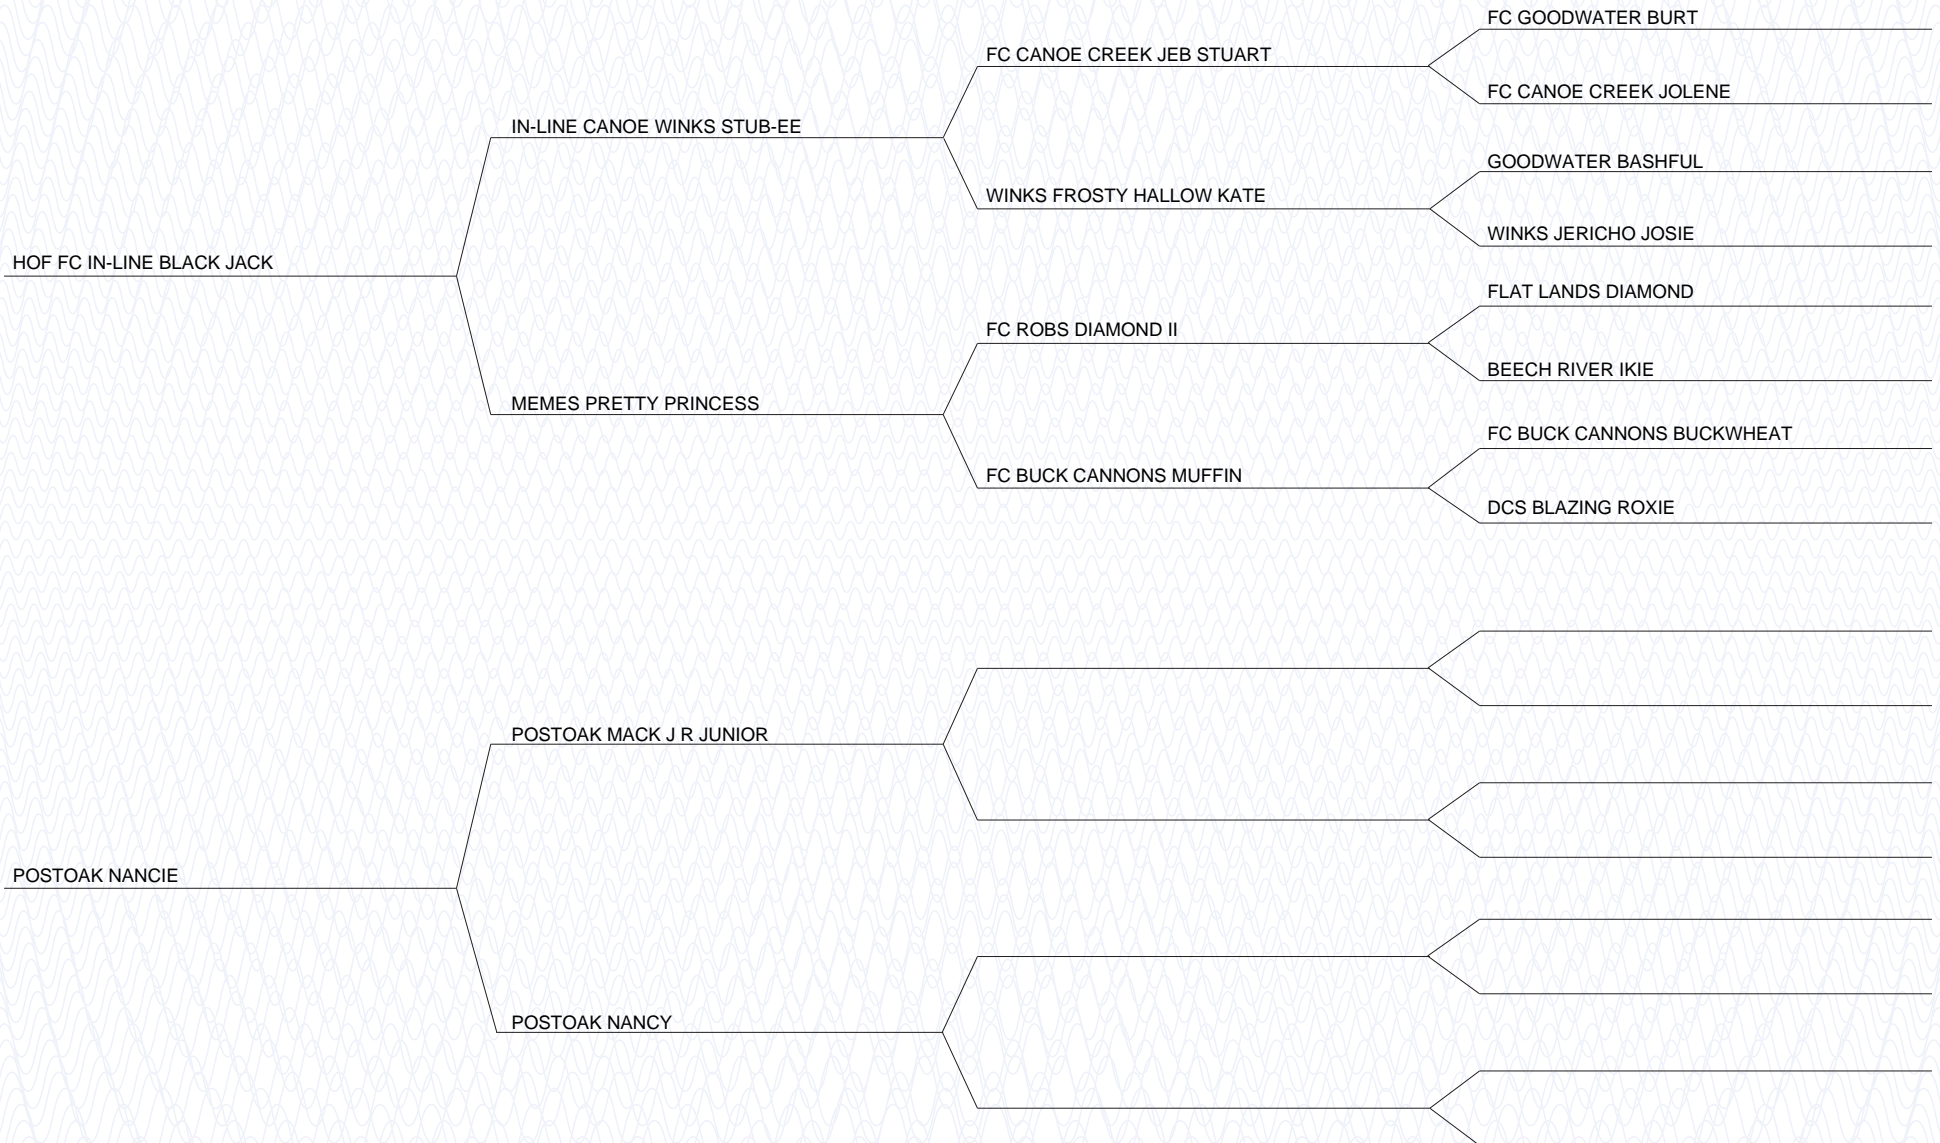 FC GOODWATER BURT
FC CANOE CREEK JEB STUART
FC CANOE CREEK JOLENE
IN-LINE CANOE WINKS STUB-EE
GOODWATER BASHFUL
WINKS FROSTY HALLOW KATE
WINKS JERICHO JOSIE
HOF FC IN-LINE BLACK JACK
FLAT LANDS DIAMOND
FC ROBS DIAMOND II
BEECH RIVER IKIE
MEMES PRETTY PRINCESS
FC BUCK CANNONS BUCKWHEAT
FC BUCK CANNONS MUFFIN
DCS BLAZING ROXIE
POSTOAK MACK J R JUNIOR
POSTOAK NANCIE
POSTOAK NANCY